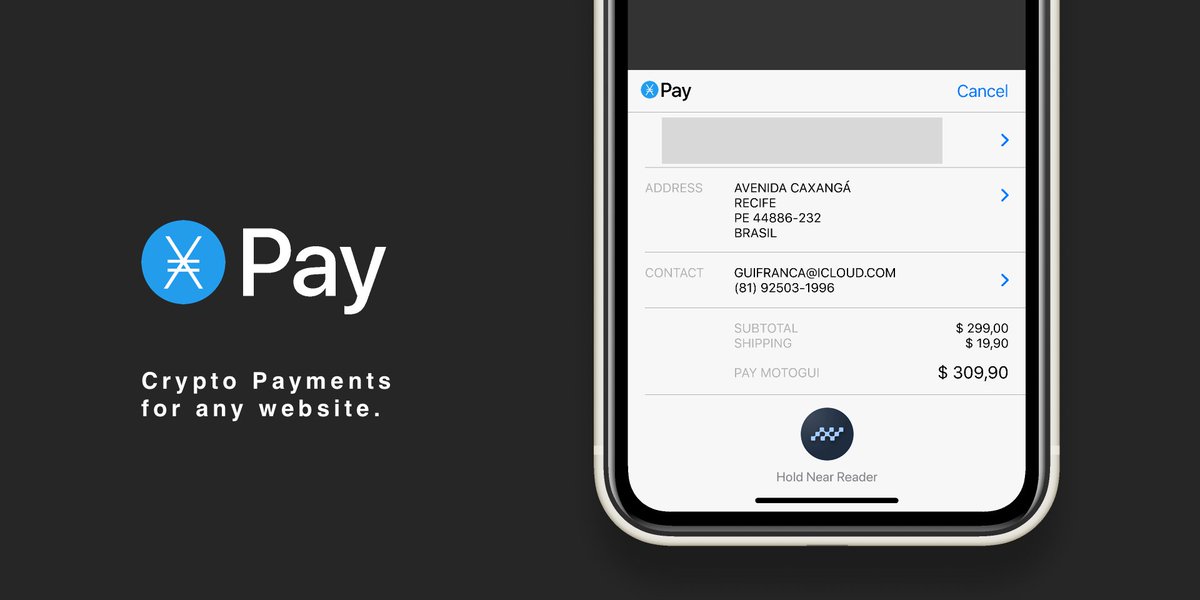 Pay
Crypto Payments
for any website.
Pay
Cancel
ADDRESS
AVENIDA CAXANGÁ
RECIFE
PE 44886-232
BRASIL
CONTACT
GUIFRANCA@ICLOUD.COM
(81) 92503-1996
SUBTOTAL $ 299,00
SHIPPING $ 19,90
PAY MOTOGUI $ 309,90
Hold Near Reader